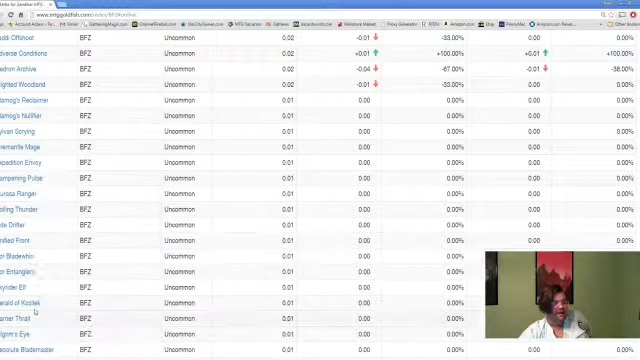 www.mtggoldfish.com/index/BFZ#online
addi Offshoot BFZ Uncommon 0.02 -0.01 -33.00% 0.00 0.00%
dverse Conditions BFZ Uncommon 0.02 +0.01 +100.00% +0.01 +100.00%
edron Archive BFZ Uncommon 0.02 -0.04 -67.00% -0.01 -38.00%
lighted Woodland BFZ Uncommon 0.02 -0.01 -33.00% 0.00 0.00%
lamog's Reclaimer BFZ Uncommon 0.01 0.00 0.00% 0.00 0.00%
lamog's Nullifier BFZ Uncommon 0.01 0.00 0.00% 0.00 0.00%
ylvan Scrying BFZ Uncommon 0.01 0.00 0.00% 0.00 0.00%
oremantle Mage BFZ Uncommon 0.01 0.00 0.00% 0.00 0.00%
xpedition Envoy BFZ Uncommon 0.01 0.00 0.00% 0.00 0.00%
ampening Pulse BFZ Uncommon 0.01 0.00 0.00% 0.00 0.00%
urasa Ranger BFZ Uncommon 0.01 0.00 0.00% 0.00 0.00%
olling Thunder BFZ Uncommon 0.01 0.00 0.00% 0.00 0.00%
ide Drifter BFZ Uncommon 0.01 0.00 0.00% 0.00 0.00%
nified Front BFZ Uncommon 0.01 0.00 0.00% 0.00 0.00%
or Bladewhin BFZ Uncommon 0.01 0.00 0.00%
or Entanglem BFZ Uncommon 0.01 0.00 0.00%
kyrider Elf BFZ Uncommon 0.01 0.00 0.00%
erald of Kozilek BFZ Uncommon 0.01 0.00 0.00%
arrier Thrall BFZ Uncommon 0.01 0.00 0.00%
ilgrim's Eye BFZ Uncommon 0.01 0.00 0.00%
esolute Blademaster BFZ Uncommon 0.01 0.00 0.00% 0.00 0.00%